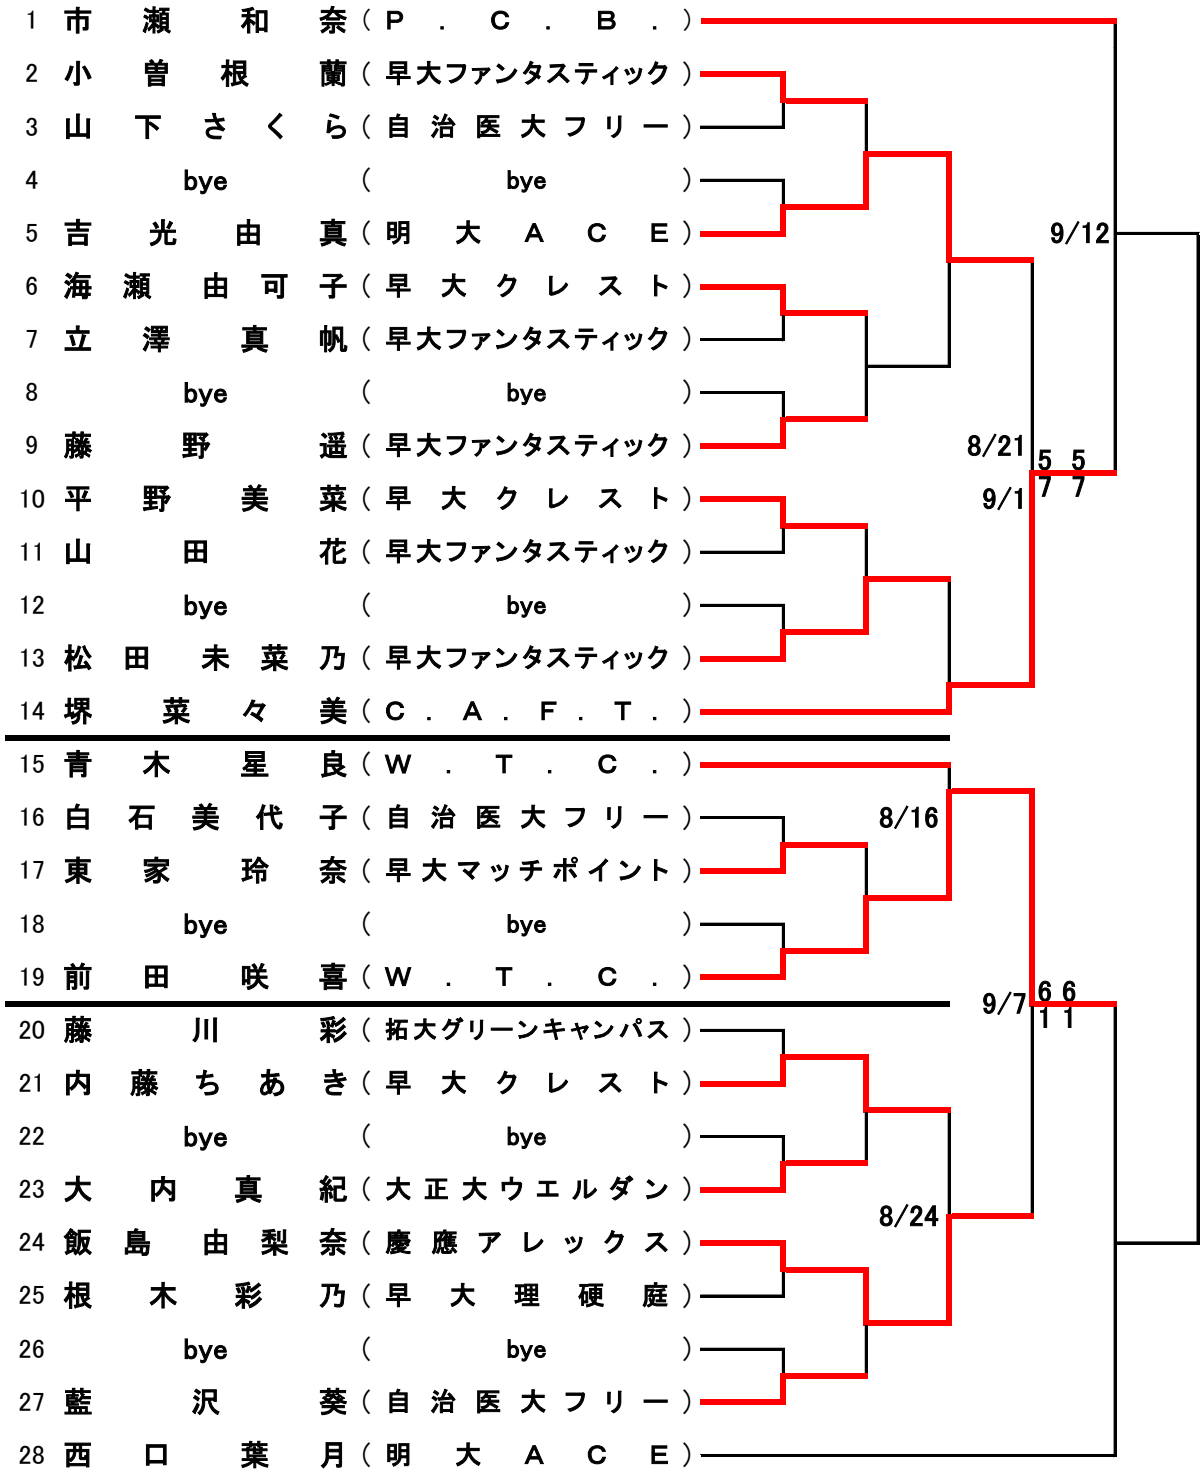 1 市瀬和奈 (P.C.B.)
2 小曽根蘭 (早大ファンタスティック)
3 山下さくら (自治医大フリー)
4 bye (bye)
5 吉光由真 (明大ACE)
9/12
6 海瀬由可子 (早大クレスト)
7 立澤真帆 (早大ファンタスティック)
8 bye (bye)
9 藤野遥 (早大ファンタスティック)
8/21
5 5
10 平野美菜 (早大クレスト)
9/1
7 7
11 山田花 (早大ファンタスティック)
12 bye (bye)
13 松田未菜乃 (早大ファンタスティック)
14 堺菜々美 (C.A.F.T.)
15 青木星良 (W.T.C.)
16 白石美代子 (自治医大フリー)
8/16
17 東家玲奈 (早大マッチポイント)
18 bye (bye)
19 前田咲喜 (W.T.C.)
9/7
6 6
1 1
20 藤川彩 (拓大グリーンキャンパス)
21 内藤ちあき (早大クレスト)
22 bye (bye)
23 大内真紀 (大正大ウエルダン)
8/24
24 飯島由梨奈 (慶應アレックス)
25 根木彩乃 (早大理硬庭)
26 bye (bye)
27 藍沢葵 (自治医大フリー)
28 西口葉月 (明大ACE)